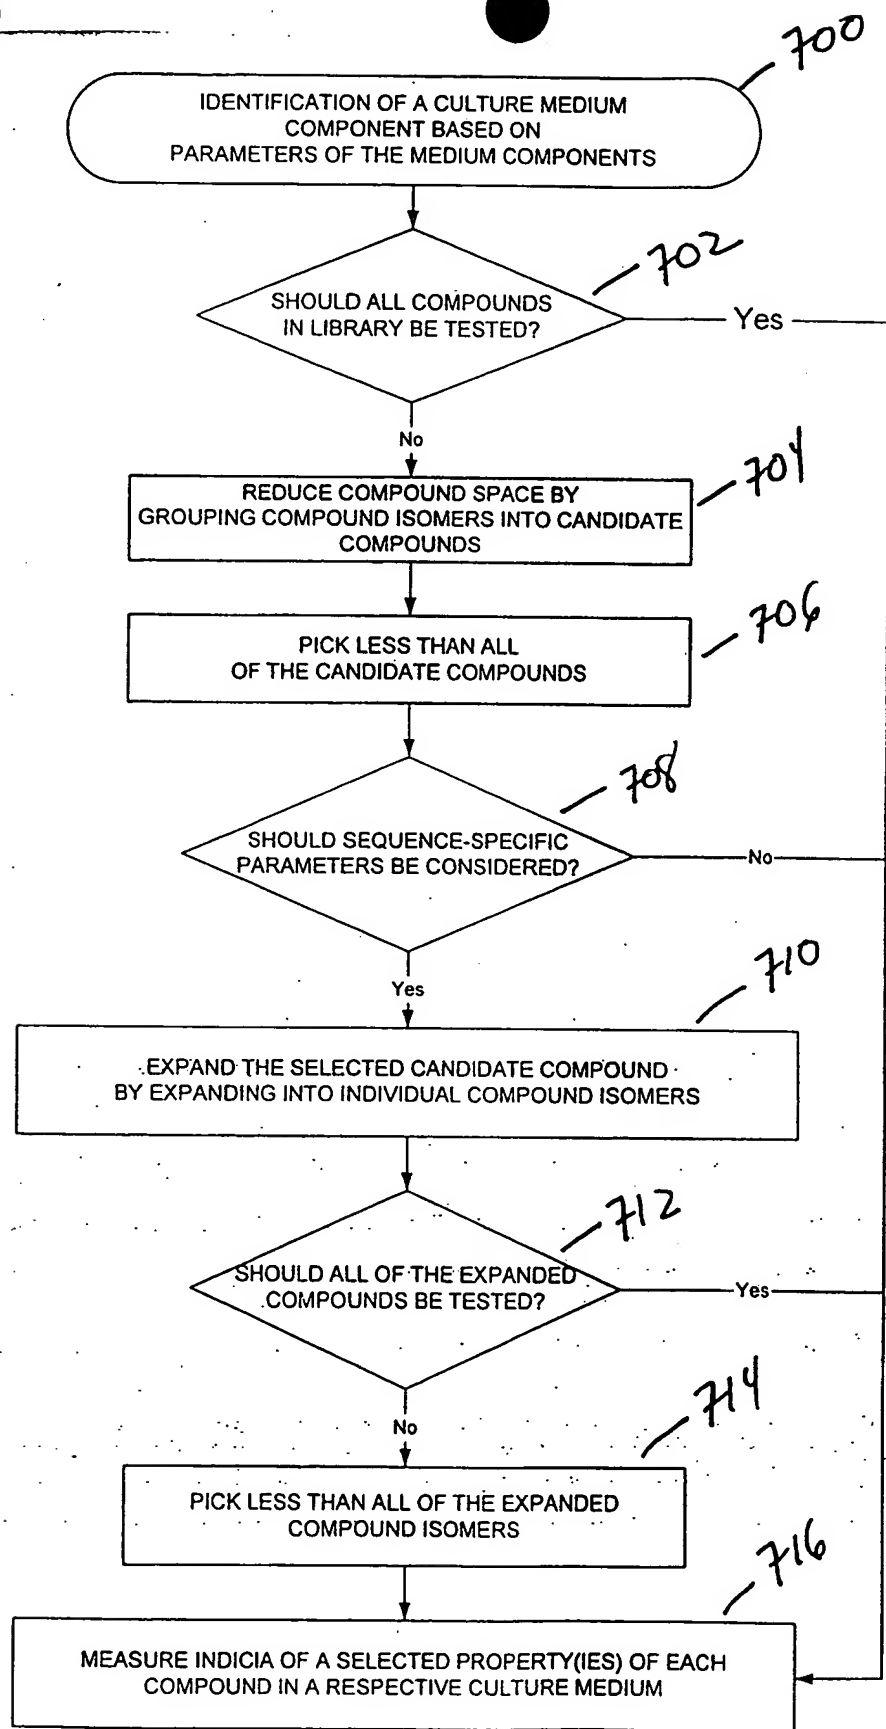 700
IDENTIFICATION OF A CULTURE MEDIUM
COMPONENT BASED ON
PARAMETERS OF THE MEDIUM COMPONENTS
702
SHOULD ALL COMPOUNDS
IN LIBRARY BE TESTED?
Yes
No
704
REDUCE COMPOUND SPACE BY
GROUPING COMPOUND ISOMERS INTO CANDIDATE
COMPOUNDS
706
PICK LESS THAN ALL
OF THE CANDIDATE COMPOUNDS
708
SHOULD SEQUENCE-SPECIFIC
PARAMETERS BE CONSIDERED?
No
Yes
710
EXPAND THE SELECTED CANDIDATE COMPOUND
BY EXPANDING INTO INDIVIDUAL COMPOUND ISOMERS
712
SHOULD ALL OF THE EXPANDED
COMPOUNDS BE TESTED?
Yes
No
714
PICK LESS THAN ALL OF THE EXPANDED
COMPOUND ISOMERS
716
MEASURE INDICIA OF A SELECTED PROPERTY(IES) OF EACH
COMPOUND IN A RESPECTIVE CULTURE MEDIUM